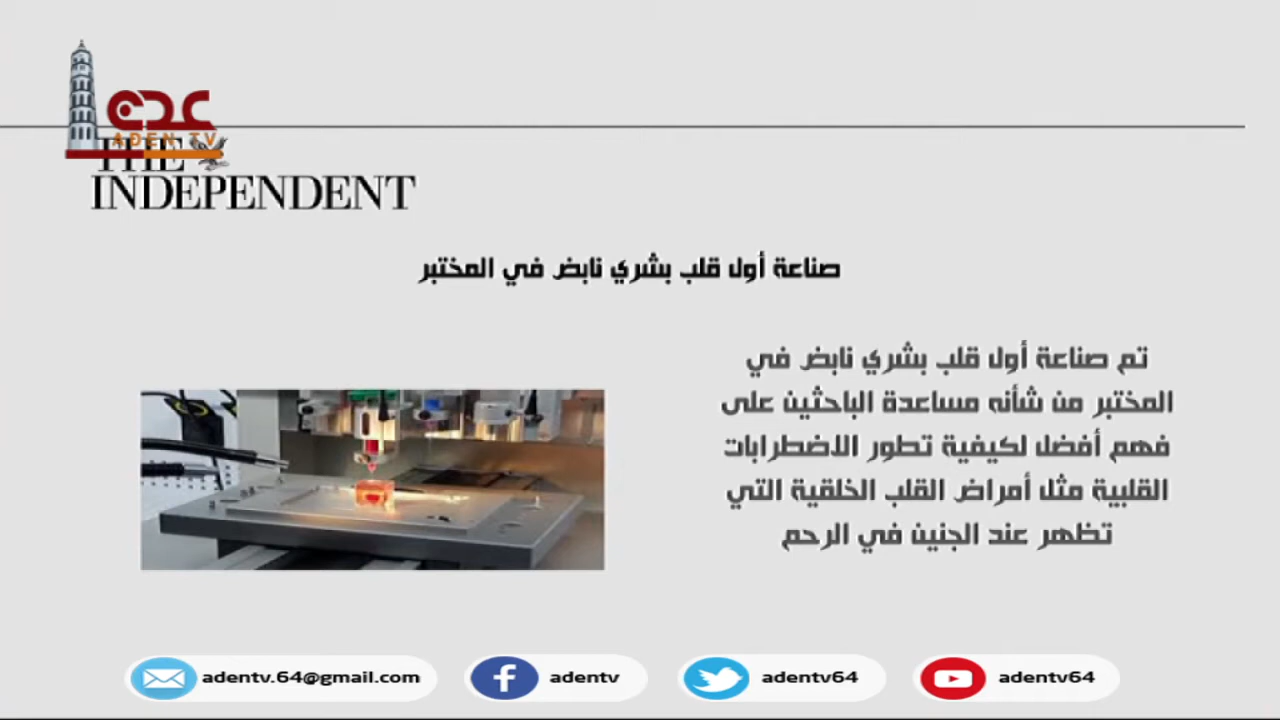 عدن
ADEN TV
THE
INDEPENDENT
صناعة أول قلب بشري نابض في المختبر
تم صناعة أول قلب بشري نابض في
المختبر من شأنه مساعدة الباحثين على
فهم أفضل لكيفية تطور الاضطرابات
القلبية مثل أمراض القلب الخلقية التي
تظهر عند الجنين في الرحم
adentv.64@gmail.com
adentv
adentv64
adentv64